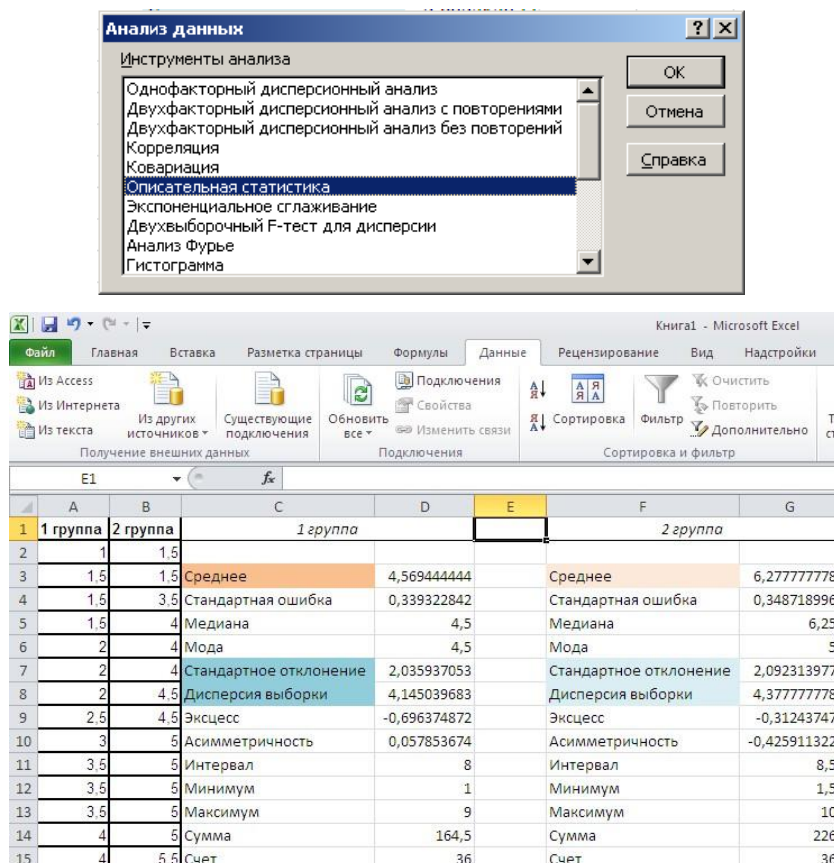 Анализ данных
Инструменты анализа
Однофакторный дисперсионный анализ
Двухфакторный дисперсионный анализ с повторениями
Двухфакторный дисперсионный анализ без повторений
Корреляция
Ковариация
Описательная статистика
Экспоненциальное сглаживание
Двухвыборочный F-тест для дисперсии
Анализ Фурье
Гистограмма
OK
Отмена
Справка
Книга1 - Microsoft Excel
Файл Главная Вставка Разметка страницы Формулы Данные Рецензирование Вид Надстройки
Из Access
Из Интернета
Из текста
Из других источников
Существующие подключения
Получение внешних данных
Обновить все
Подключения
Свойства
Изменить связи
Подключения
Сортировка
Фильтр
Очистить
Повторить
Дополнительно
Сортировка и фильтр
E1 fx
A B C D E F G
1 1 группа 2 группа 1 группа 2 группа
2 1 1,5
3 1,5 1,5 Среднее 4,569444444 Среднее 6,277777778
4 1,5 3,5 Стандартная ошибка 0,339322842 Стандартная ошибка 0,348718996
5 1,5 4 Медиана 4,5 Медиана 6,25
6 2 4 Мода 4,5 Мода 5
7 2 4 Стандартное отклонение 2,035937053 Стандартное отклонение 2,092313977
8 2 4,5 Дисперсия выборки 4,145039683 Дисперсия выборки 4,377777778
9 2,5 4,5 Эксцесс -0,696374872 Эксцесс -0,31243747
10 3 5 Асимметричность 0,057853674 Асимметричность -0,425911322
11 3,5 5 Интервал 8 Интервал 8,5
12 3,5 5 Минимум 1 Минимум 1,5
13 3,5 5 Максимум 9 Максимум 10
14 4 5 Сумма 164,5 Сумма 226
15 4 5,5 Счет 36 Счет 36